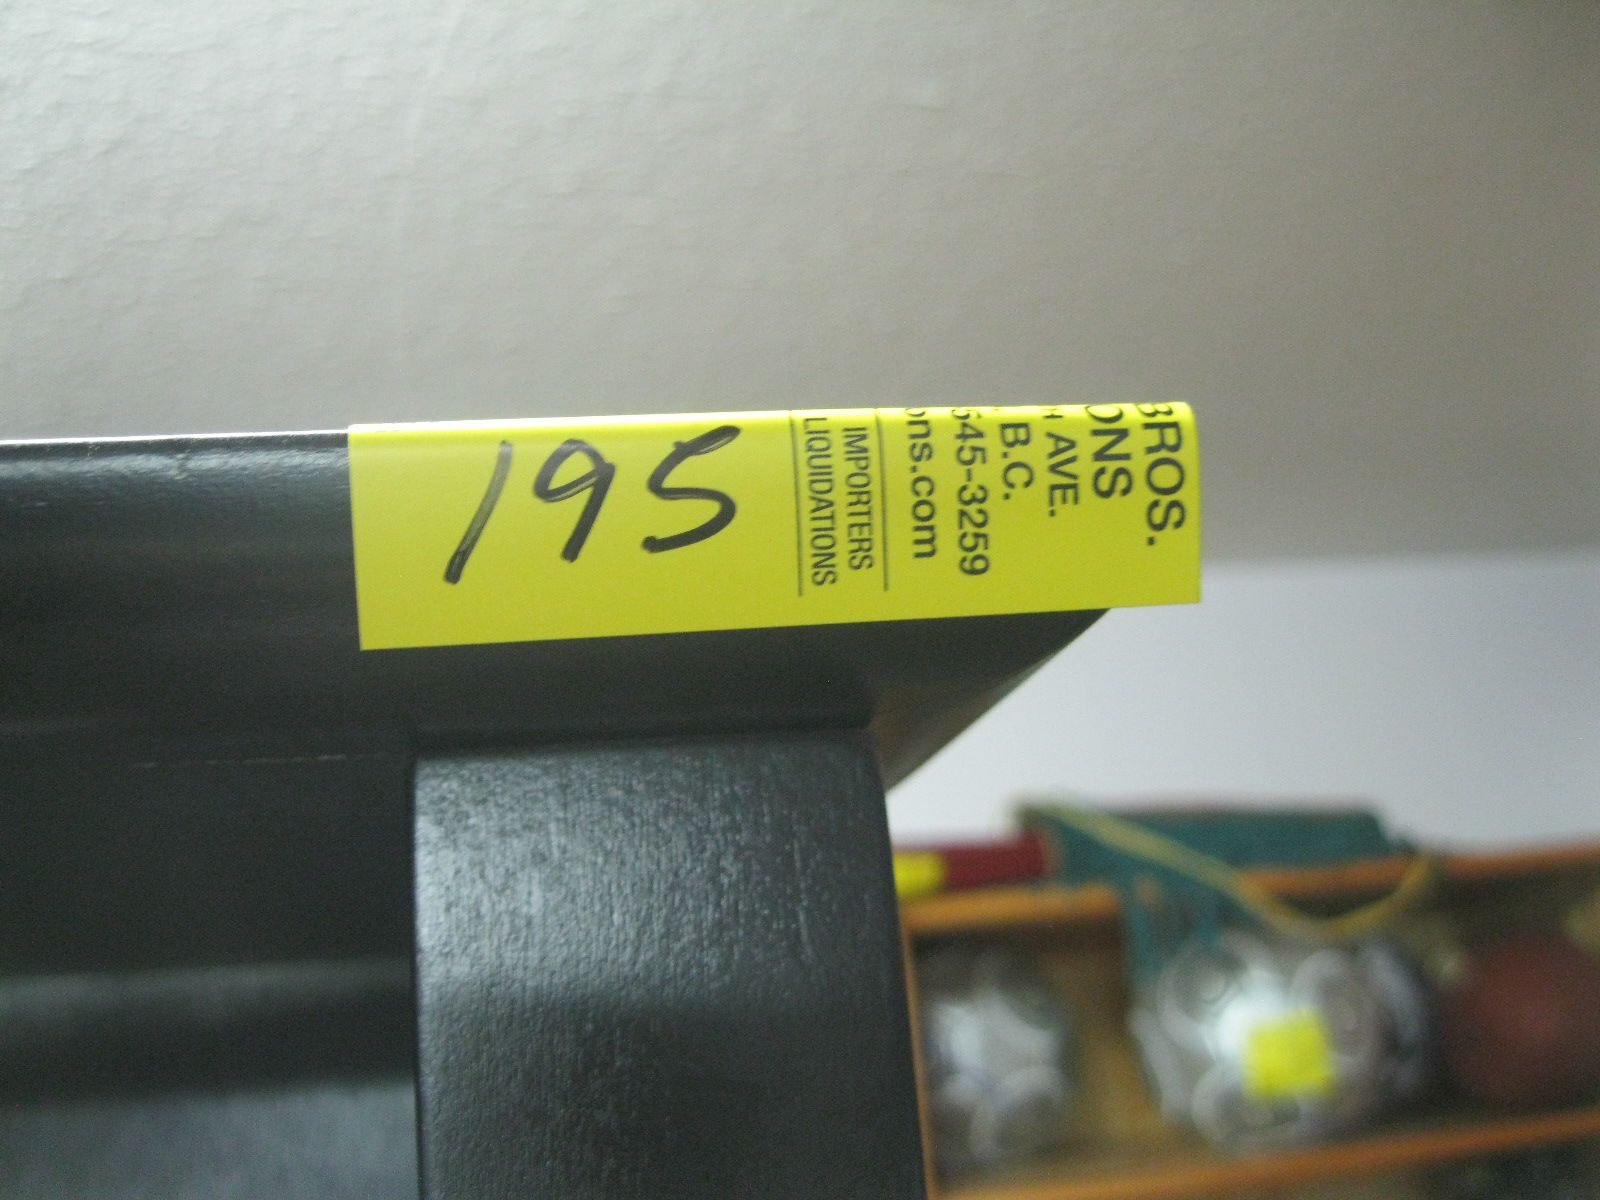 195
BROS.
ONS
AVE.
B.C.
545-3259
ons.com
IMPORTERS
LIQUIDATIONS